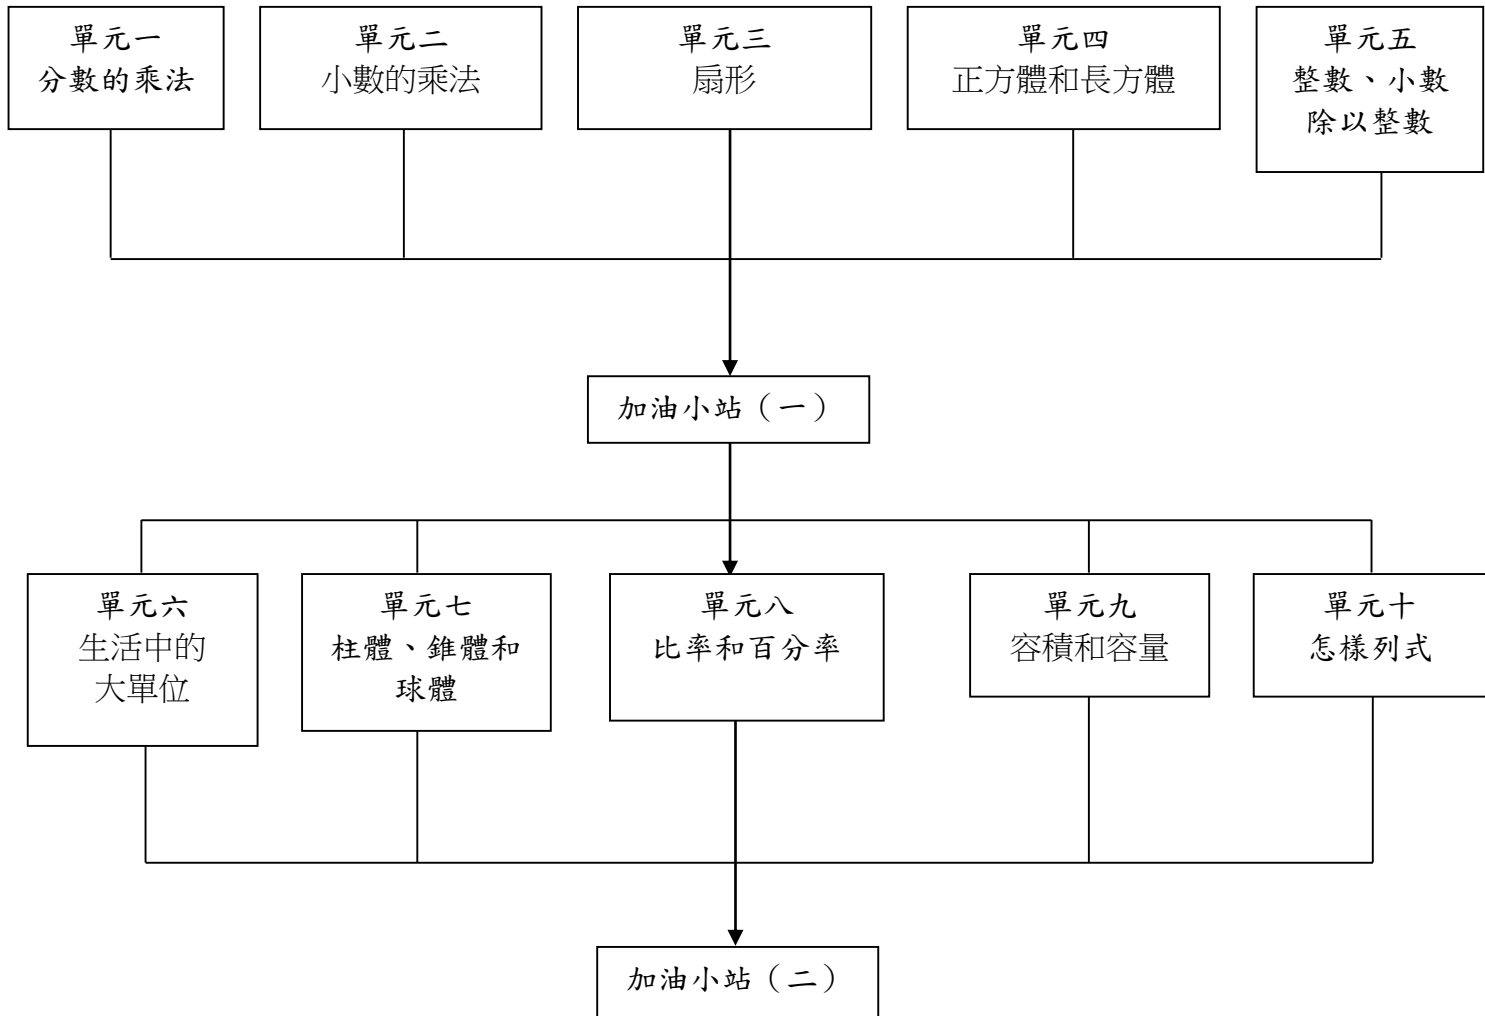 單元一
分數的乘法
單元二
小數的乘法
單元三
扇形
單元四
正方體和長方體
單元五
整數、小數
除以整數
加油小站（一）
單元六
生活中的
大單位
單元七
柱體、錐體和
球體
單元八
比率和百分率
單元九
容積和容量
單元十
怎樣列式
加油小站（二）